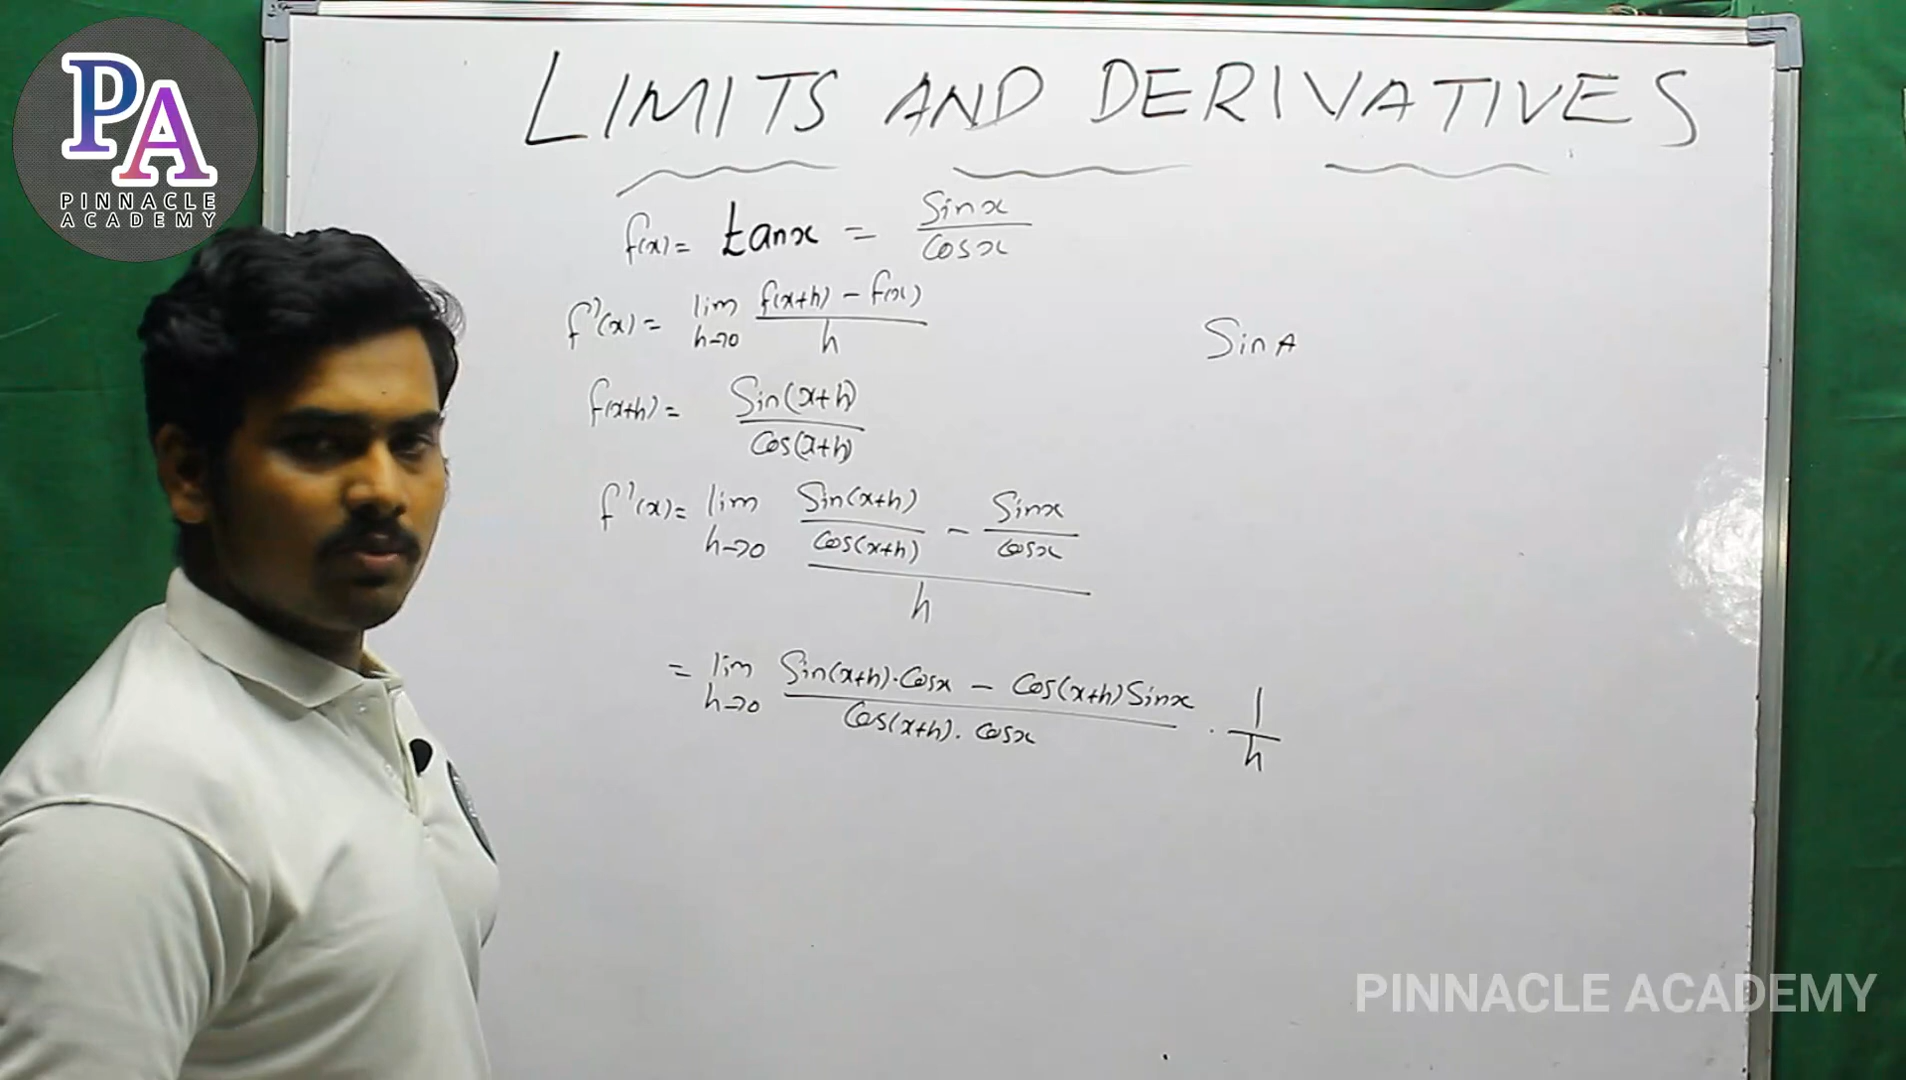 PA
PINNACLE
ACADEMY
LIMITS AND DERIVATIVES
f(x) = tanx = Sinx / Cosx
f'(x) = lim h→0 f(x+h) - f(x) / h
Sin A
f(x+h) = Sin(x+h) / Cos(x+h)
f'(x) = lim h→0 Sin(x+h) / Cos(x+h) - Sinx / Cosx / h
= lim h→0 Sin(x+h)·Cosx - Cos(x+h)Sinx / Cos(x+h)·Cosx · 1 / h
PINNACLE ACADEMY